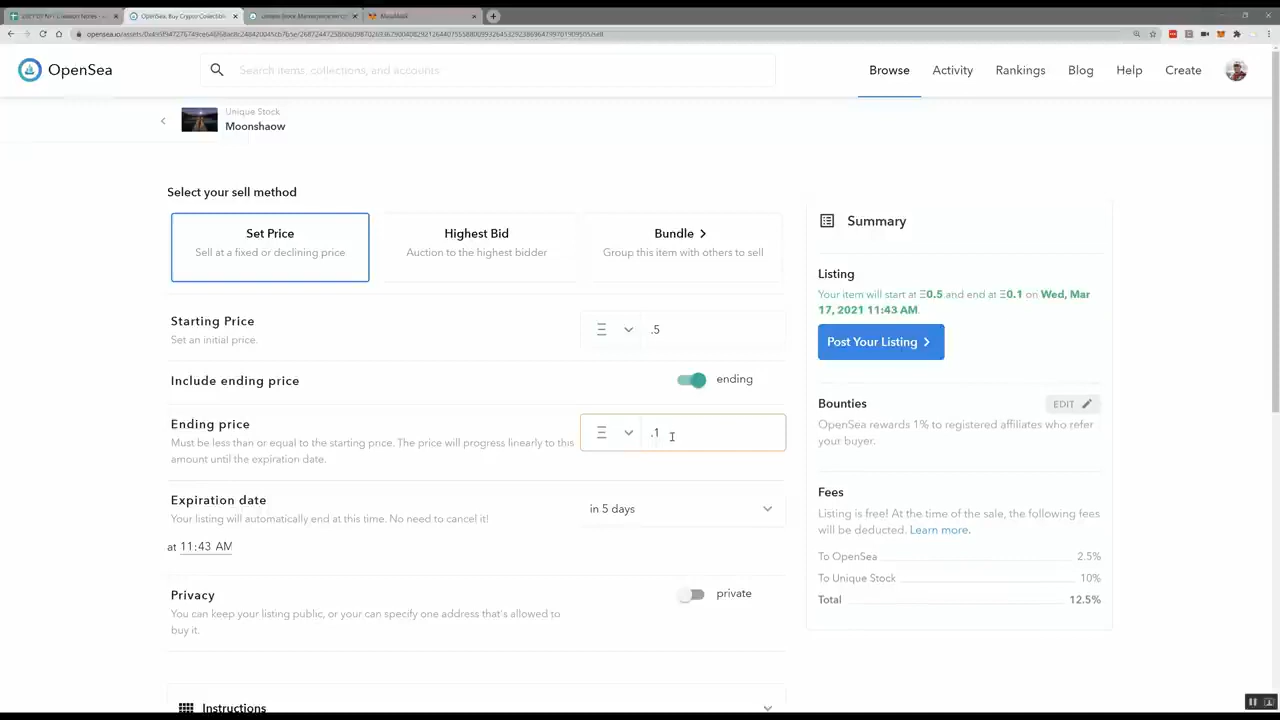 OpenSea, Buy Crypto Collectibl
MetaMask
OpenSea
Search items, collections, and accounts
Browse
Activity
Rankings
Blog
Help
Create
Unique Stock
Moonshaow
Select your sell method
Set Price
Sell at a fixed or declining price
Highest Bid
Auction to the highest bidder
Bundle
Group this item with others to sell
Starting Price
Set an initial price.
.5
Include ending price
ending
Ending price
Must be less than or equal to the starting price. The price will progress linearly to this
amount until the expiration date.
.1
Expiration date
Your listing will automatically end at this time. No need to cancel it!
in 5 days
at 11:43 AM
Privacy
You can keep your listing public, or your can specify one address that's allowed to
buy it.
private
Instructions
Summary
Listing
Your item will start at Ξ0.5 and end at Ξ0.1 on Wed, Mar
17, 2021 11:43 AM.
Post Your Listing
Bounties
EDIT
OpenSea rewards 1% to registered affiliates who refer
your buyer.
Fees
Listing is free! At the time of the sale, the following fees
will be deducted. Learn more.
To OpenSea 2.5%
To Unique Stock 10%
Total 12.5%